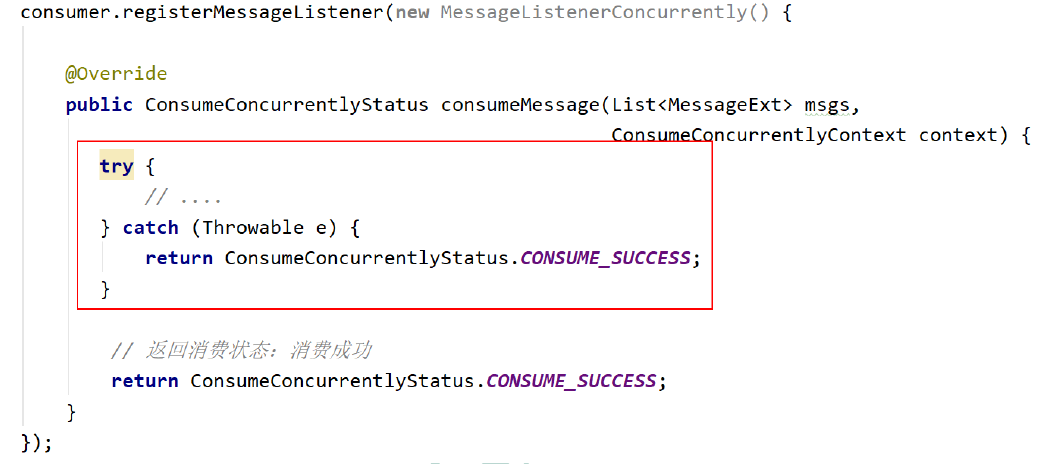 consumer.registerMessageListener(new MessageListenerConcurrently() {
@Override
public ConsumeConcurrentlyStatus consumeMessage(List<MessageExt> msgs,
ConsumeConcurrentlyContext context) {
try {
// ....
} catch (Throwable e) {
return ConsumeConcurrentlyStatus.CONSUME_SUCCESS;
}
// 返回消费状态：消费成功
return ConsumeConcurrentlyStatus.CONSUME_SUCCESS;
}
});